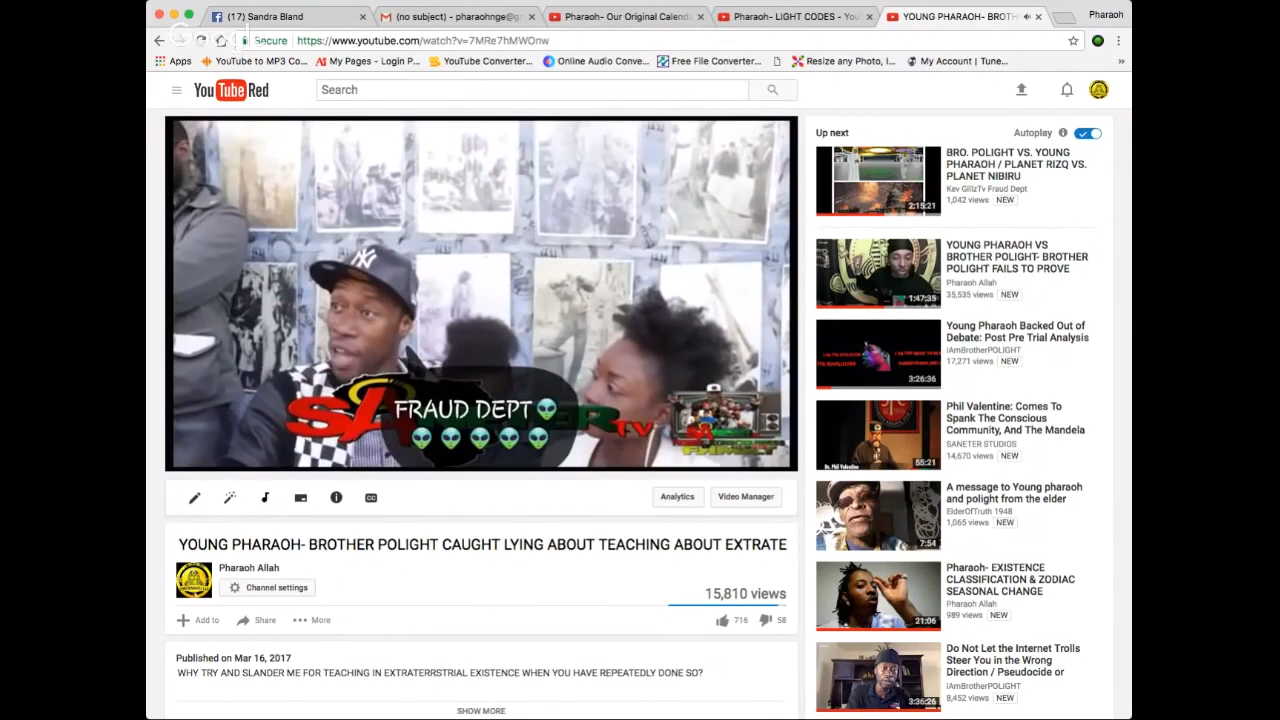 (17) Sandra Bland
(no subject) - pharaohnge@g
Pharaoh- Our Original Calenda
Pharaoh- LIGHT CODES - You
YOUNG PHARAOH- BROTH
Pharaoh
Secure
https://www.youtube.com/watch?v=7MRe7hMWOnw
Apps
YouTube to MP3 Co...
My Pages - Login P...
YouTube Converter...
Online Audio Conve...
Free File Converter...
Resize any Photo, I...
My Account | Tune...
»
YouTube Red
Search
NY
FRAUD DEPT👽
👽👽👽👽👽
TV
Analytics
Video Manager
CC
YOUNG PHARAOH- BROTHER POLIGHT CAUGHT LYING ABOUT TEACHING ABOUT EXTRATE
Pharaoh Allah
Channel settings
15,810 views
Add to
Share
More
716
58
Published on Mar 16, 2017
WHY TRY AND SLANDER ME FOR TEACHING IN EXTRATERRSTRIAL EXISTENCE WHEN YOU HAVE REPEATEDLY DONE SO?
SHOW MORE
Up next
Autoplay
BRO. POLIGHT VS. YOUNG
PHARAOH / PLANET RIZQ VS.
PLANET NIBIRU
Kev GillzTv Fraud Dept
1,042 views NEW
2:15:21
YOUNG PHARAOH VS
BROTHER POLIGHT- BROTHER
POLIGHT FAILS TO PROVE
Pharaoh Allah
35,535 views NEW
1:47:35
Young Pharaoh Backed Out of
Debate: Post Pre Trial Analysis
iAmBrotherPOLIGHT
17,271 views NEW
3:26:36
Phil Valentine: Comes To
Spank The Conscious
Community, And The Mandela
SANETER STUDIOS
14,670 views NEW
Dr. Phil Valentine
55:21
A message to Young pharaoh
and polight from the elder
ElderOfTruth 1948
1,065 views NEW
7:54
Pharaoh- EXISTENCE
CLASSIFICATION & ZODIAC
SEASONAL CHANGE
Pharaoh Allah
989 views NEW
21:06
Do Not Let the Internet Trolls
Steer You in the Wrong
Direction / Pseudocide or
iAmBrotherPOLIGHT
8,452 views NEW
3:36:26